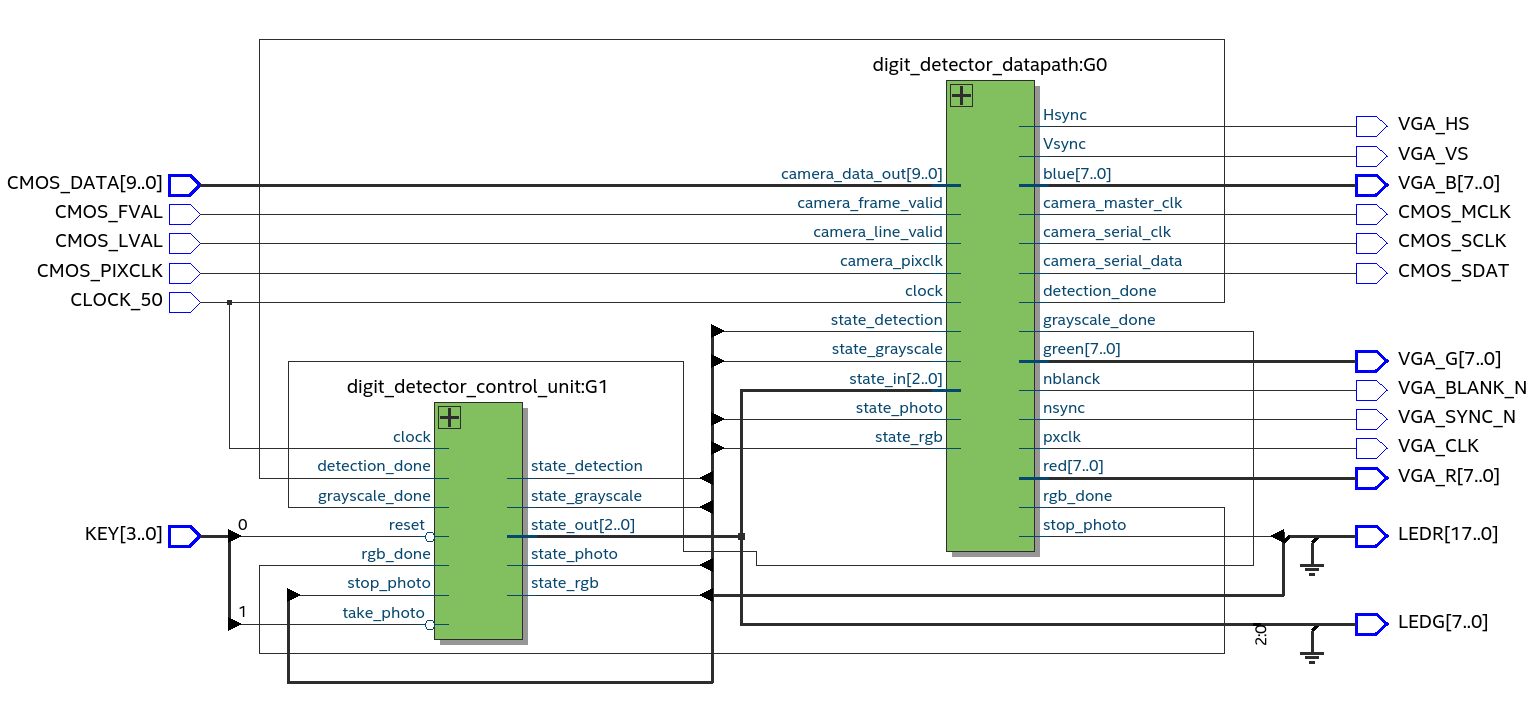 digit_detector_datapath:G0
Hsync
VGA_HS
Vsync
VGA_VS
CMOS_DATA[9..0]
camera_data_out[9..0]
blue[7..0]
VGA_B[7..0]
CMOS_FVAL
camera_frame_valid
camera_master_clk
CMOS_MCLK
CMOS_LVAL
camera_line_valid
camera_serial_clk
CMOS_SCLK
CMOS_PIXCLK
camera_pixclk
camera_serial_data
CMOS_SDAT
CLOCK_50
clock
detection_done
state_detection
grayscale_done
state_grayscale
green[7..0]
VGA_G[7..0]
digit_detector_control_unit:G1
state_in[2..0]
nblanck
VGA_BLANK_N
state_photo
nsync
VGA_SYNC_N
clock
state_rgb
pxclk
VGA_CLK
detection_done
state_detection
red[7..0]
VGA_R[7..0]
grayscale_done
state_grayscale
rgb_done
KEY[3..0]
0
reset
state_out[2..0]
stop_photo
LEDR[17..0]
rgb_done
state_photo
stop_photo
state_rgb
1
take_photo
2:0
LEDG[7..0]